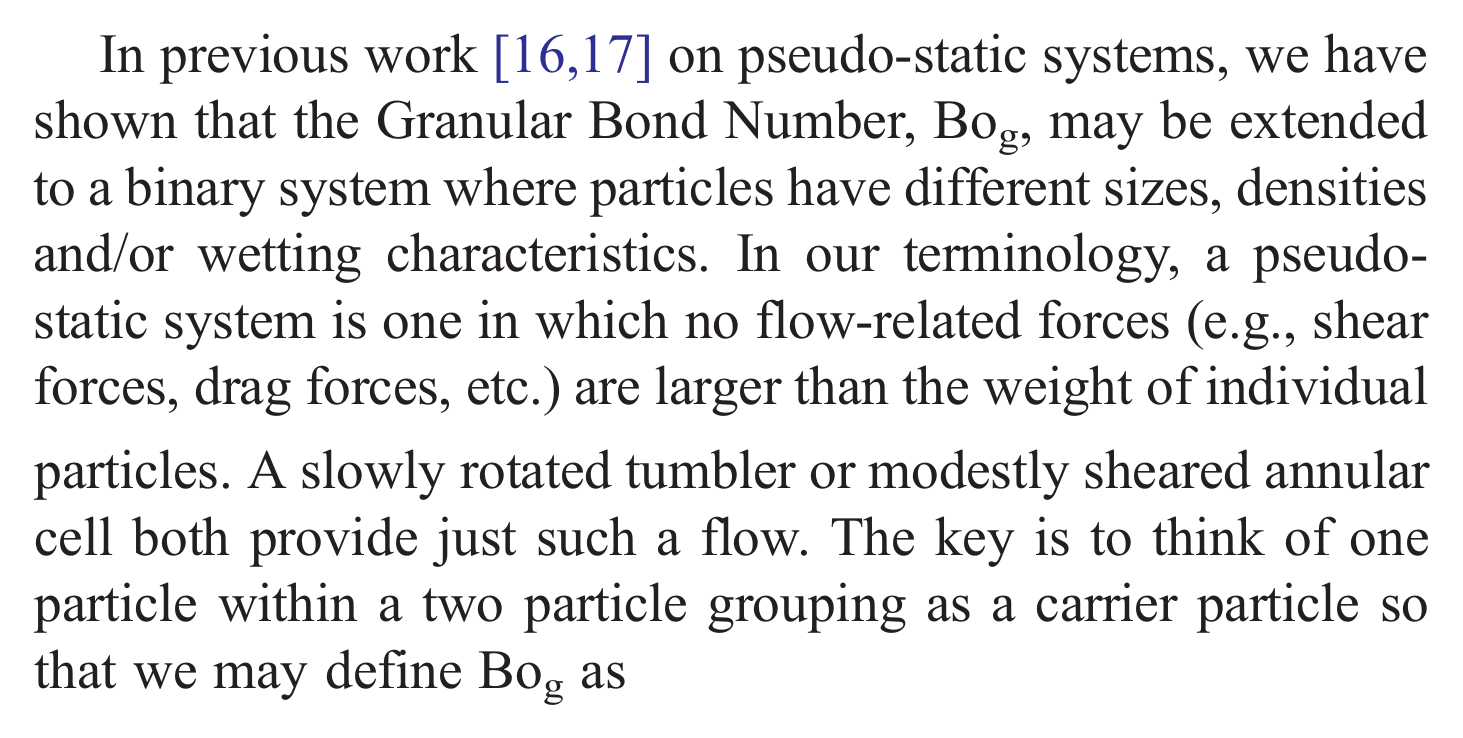 In previous work [16,17] on pseudo-static systems, we have
shown that the Granular Bond Number, Bog, may be extended
to a binary system where particles have different sizes, densities
and/or wetting characteristics. In our terminology, a pseudo-
static system is one in which no flow-related forces (e.g., shear
forces, drag forces, etc.) are larger than the weight of individual
particles. A slowly rotated tumbler or modestly sheared annular
cell both provide just such a flow. The key is to think of one
particle within a two particle grouping as a carrier particle so
that we may define Bog as